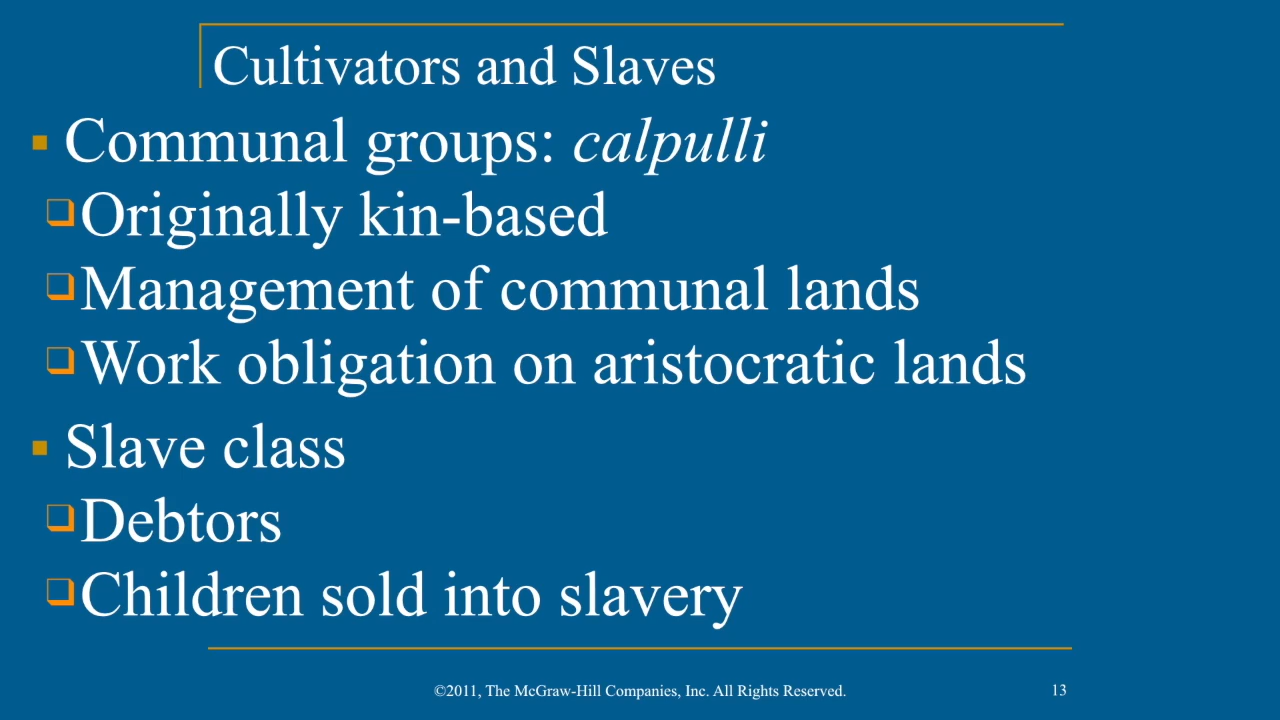 Cultivators and Slaves
Communal groups: calpulli
Originally kin-based
Management of communal lands
Work obligation on aristocratic lands
Slave class
Debtors
Children sold into slavery
©2011, The McGraw-Hill Companies, Inc. All Rights Reserved.
13